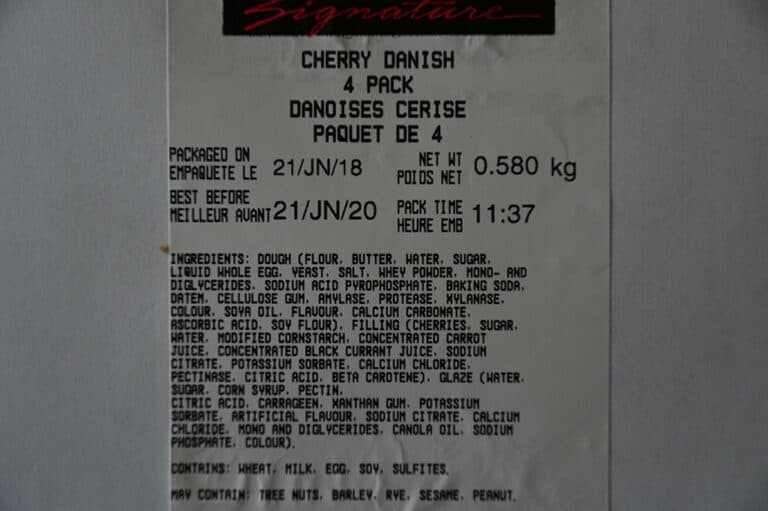 Signature
CHERRY DANISH
4 PACK
DANOISES CERISE
PAQUET DE 4
PACKAGED ON
EMPAQUETE LE 21/JN/18
NET WT
POIDS NET 0.580 kg
BEST BEFORE
MEILLEUR AVANT 21/JN/20
PACK TIME
HEURE EMB 11:37
INGREDIENTS: DOUGH (FLOUR, BUTTER, WATER, SUGAR,
LIQUID WHOLE EGG, YEAST, SALT, WHEY POWDER, MONO- AND
DIGLYCERIDES, SODIUM ACID PYROPHOSPHATE, BAKING SODA,
DATEM, CELLULOSE GUM, AMYLASE, PROTEASE, XYLANASE,
COLOUR, SOYA OIL, FLAVOUR, CALCIUM CARBONATE,
ASCORBIC ACID, SOY FLOUR), FILLING (CHERRIES, SUGAR,
WATER, MODIFIED CORNSTARCH, CONCENTRATED CARROT
JUICE, CONCENTRATED BLACK CURRANT JUICE, SODIUM
CITRATE, POTASSIUM SORBATE, CALCIUM CHLORIDE,
PECTINASE, CITRIC ACID, BETA CAROTENE), GLAZE (WATER,
SUGAR, CORN SYRUP, PECTIN,
CITRIC ACID, CARRAGEEN, XANTHAN GUM, POTASSIUM
SORBATE, ARTIFICIAL FLAVOUR, SODIUM CITRATE, CALCIUM
CHLORIDE, MONO AND DIGLYCERIDES, CANOLA OIL, SODIUM
PHOSPHATE, COLOUR).
CONTAINS: WHEAT, MILK, EGG, SOY, SULFITES.
MAY CONTAIN: TREE NUTS, BARLEY, RYE, SESAME, PEANUT.